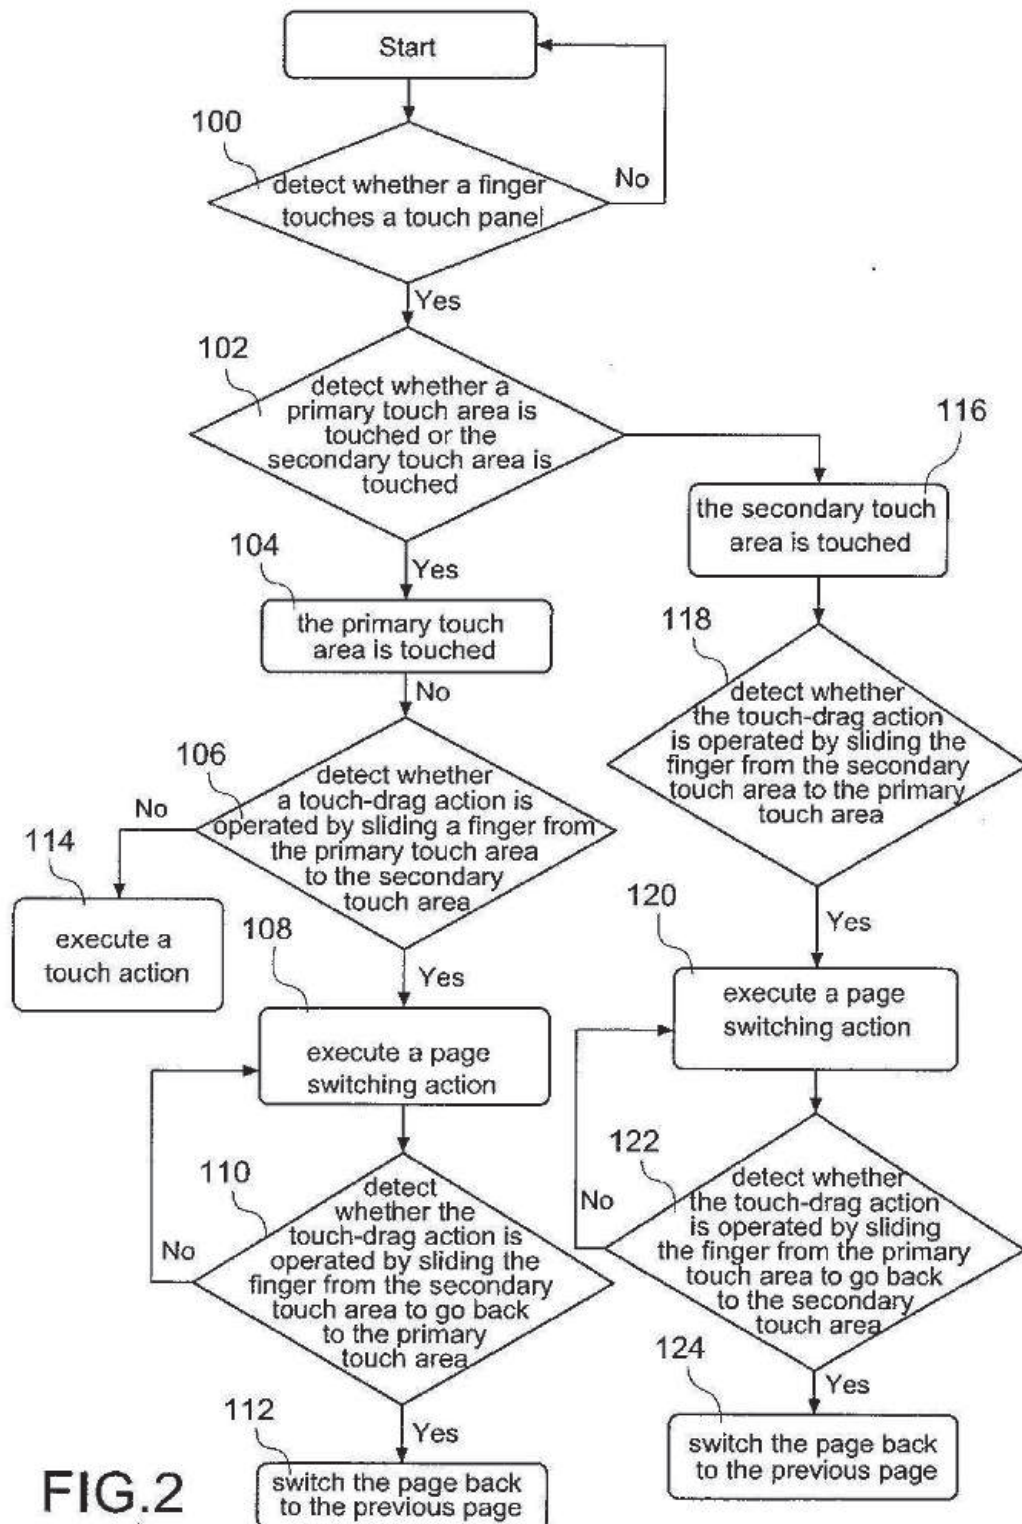 Start
100
detect whether a finger
touches a touch panel
No
Yes
102
detect whether a
primary touch area is
touched or the
secondary touch area is
touched
116
the secondary touch
area is touched
Yes
104
the primary touch
area is touched
No
118
detect whether
the touch-drag action
is operated by sliding the
finger from the secondary
touch area to the primary
touch area
106
detect whether
a touch-drag action is
operated by sliding a finger from
the primary touch area
to the secondary
touch area
No
114
execute a
touch action
Yes
108
execute a page
switching action
Yes
120
execute a page
switching action
110
detect
whether the
touch-drag action is
operated by sliding the
finger from the secondary
touch area to go back
to the primary
touch area
No
122
detect whether
the touch-drag action
is operated by sliding
the finger from the primary
touch area to go back
to the secondary
touch area
No
Yes
112
switch the page back
to the previous page
Yes
124
switch the page back
to the previous page
FIG.2